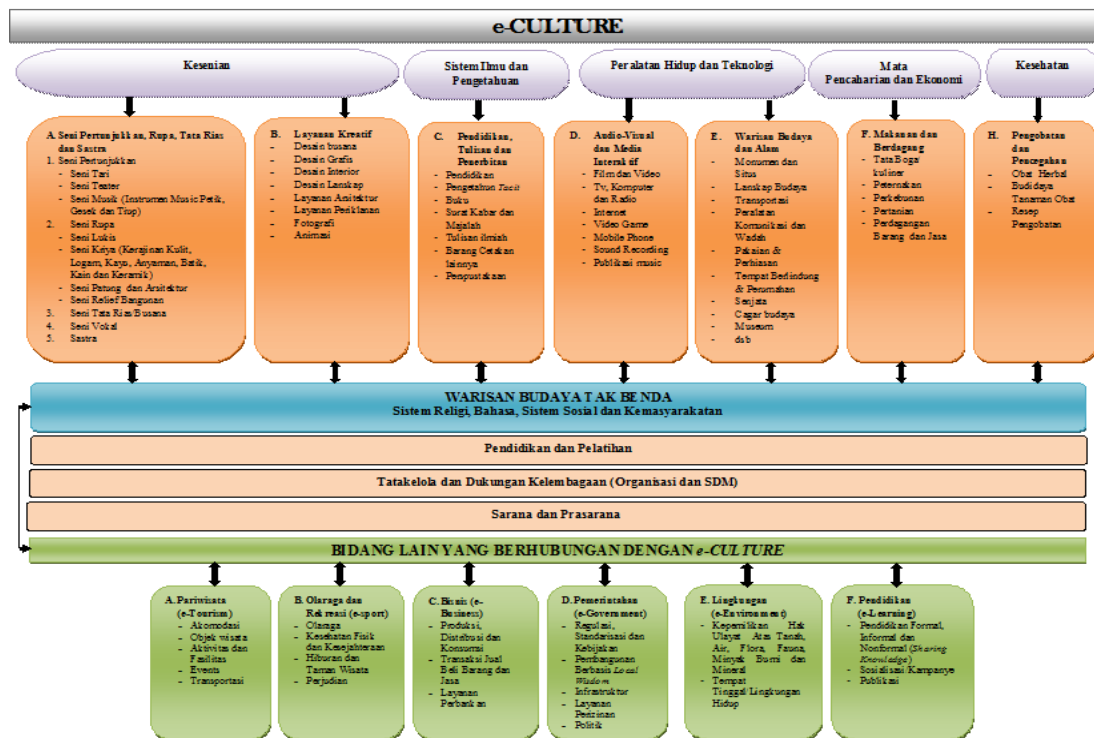 e-CULTURE
Kesenian
Sistem Ilmu dan
Pengetahuan
Peralatan Hidup dan Teknologi
Mata
Pencaharian dan Ekonomi
Kesehatan
A. Seni Pertunjukkan, Rupa, Tata Rias
dan Sastra
1. Seni Pertunjukkan
- Seni Tari
- Seni Teater
- Seni Musik (Instrumen Music Petik,
Gesek dan Tiup)
2. Seni Rupa
- Seni Lukis
- Seni Kriya (Kerajinan Kulit,
Logam, Kayu, Anyaman, Batik,
Kain dan Keramik)
- Seni Patung dan Arsitektur
- Seni Relief Bangunan
3. Seni Tata Rias/Busana
4. Seni Vokal
5. Sastra
B. Layanan Kreatif
- Desain busana
- Desain Grafis
- Desain Interior
- Desain Lanskap
- Layanan Arsitektur
- Layanan Periklanan
- Fotografi
- Animasi
C. Pendidikan,
Tulisan dan
Penerbitan
- Pendidikan
- Pengetahun Tacit
- Buku
- Surat Kabar dan
Majalah
- Tulisan ilmiah
- Barang Cetakan
lainnya
- Perpustakaan
D. Audio-Visual
dan Media
Interaktif
- Film dan Video
- Tv, Komputer
dan Radio
- Internet
- Video Game
- Mobile Phone
- Sound Recording
- Publikasi music
E. Warisan Budaya
dan Alam
- Monumen dan
Situs
- Lanskap Budaya
- Transportasi
- Peralatan
Komunikasi dan
Wadah
- Pakaian &
Perhiasan
- Tempat Berlindung
& Perumahan
- Senjata
- Cagar budaya
- Museum
- dsb
F. Makanan dan
Berdagang
- Tata Boga/
kuliner
- Peternakan
- Perkebunan
- Pertanian
- Perdagangan
Barang dan Jasa
H. Pengobatan
dan
Pencegahan
- Obat Herbal
- Budidaya
Tanaman Obat
- Resep
Pengobatan
WARISAN BUDAYA TAK BENDA
Sistem Religi, Bahasa, Sistem Sosial dan Kemasyarakatan
Pendidikan dan Pelatihan
Tatakelola dan Dukungan Kelembagaan (Organisasi dan SDM)
Sarana dan Prasarana
BIDANG LAIN YANG BERHUBUNGAN DENGAN e-CULTURE
A. Pariwisata
(e-Tourism)
- Akomodasi
- Objek wisata
- Aktivitas dan
Fasilitas
- Events
- Transportasi
B. Olaraga dan
Rekreasi (e-sport)
- Olaraga
- Kesehatan Fisik
dan Kesejahteraan
- Hiburan dan
Taman Wisata
- Perjudian
C. Bisnis (e-
Business)
- Produksi,
Distribusi dan
Konsumsi
- Transaksi Jual
Beli Barang dan
Jasa
- Layanan
Perbankan
D. Pemerintahan
(e-Government)
- Regulasi,
Standarisasi dan
Kebijakan
- Pembangunan
Berbasis Local
Wisdom
- Infrastruktur
- Layanan
Perizinan
- Politik
E. Lingkungan
(e-Environment)
- Kepemilikan Hak
Ulayat Atas Tanah,
Air, Flora, Fauna,
Minyak Bumi dan
Mineral
- Tempat
Tinggal/Lingkungan
Hidup
F. Pendidikan
(e-Learning)
- Pendidikan Formal,
Informal dan
Nonformal (Sharing
Knowledge)
- Sosialisasi/Kampanye
- Publikasi